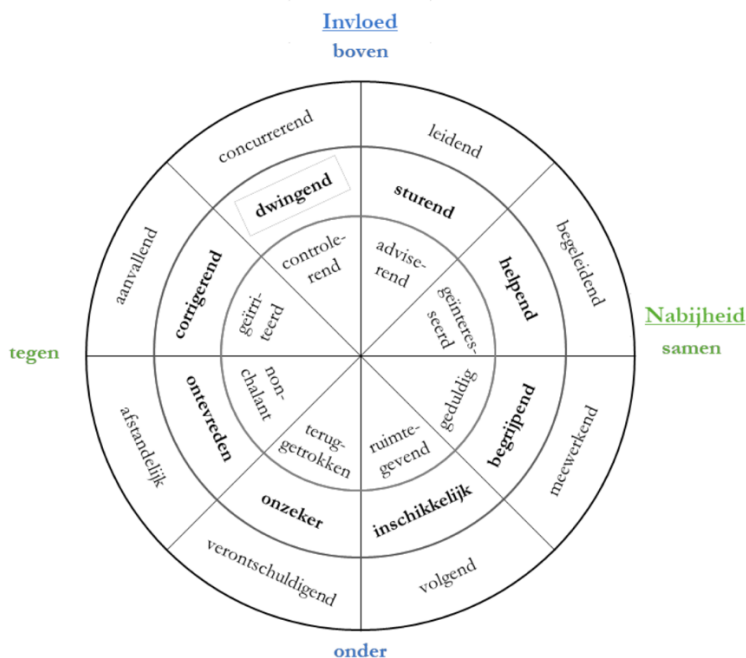 Invloed
boven
concurrerend
leidend
dwingend
sturend
aanvallend
begeleidend
corrigerend
controle-
rend
advise-
rend
helpend
geïrri-
teerd
geïnteres-
seerd
Nabijheid
tegen
samen
ontevreden
non-
chalant
geduldig
begrijpend
afstandelijk
terug-
getrokken
ruimte-
gevend
meewerkend
onzeker
inschikkelijk
verontschuldigend
volgend
onder